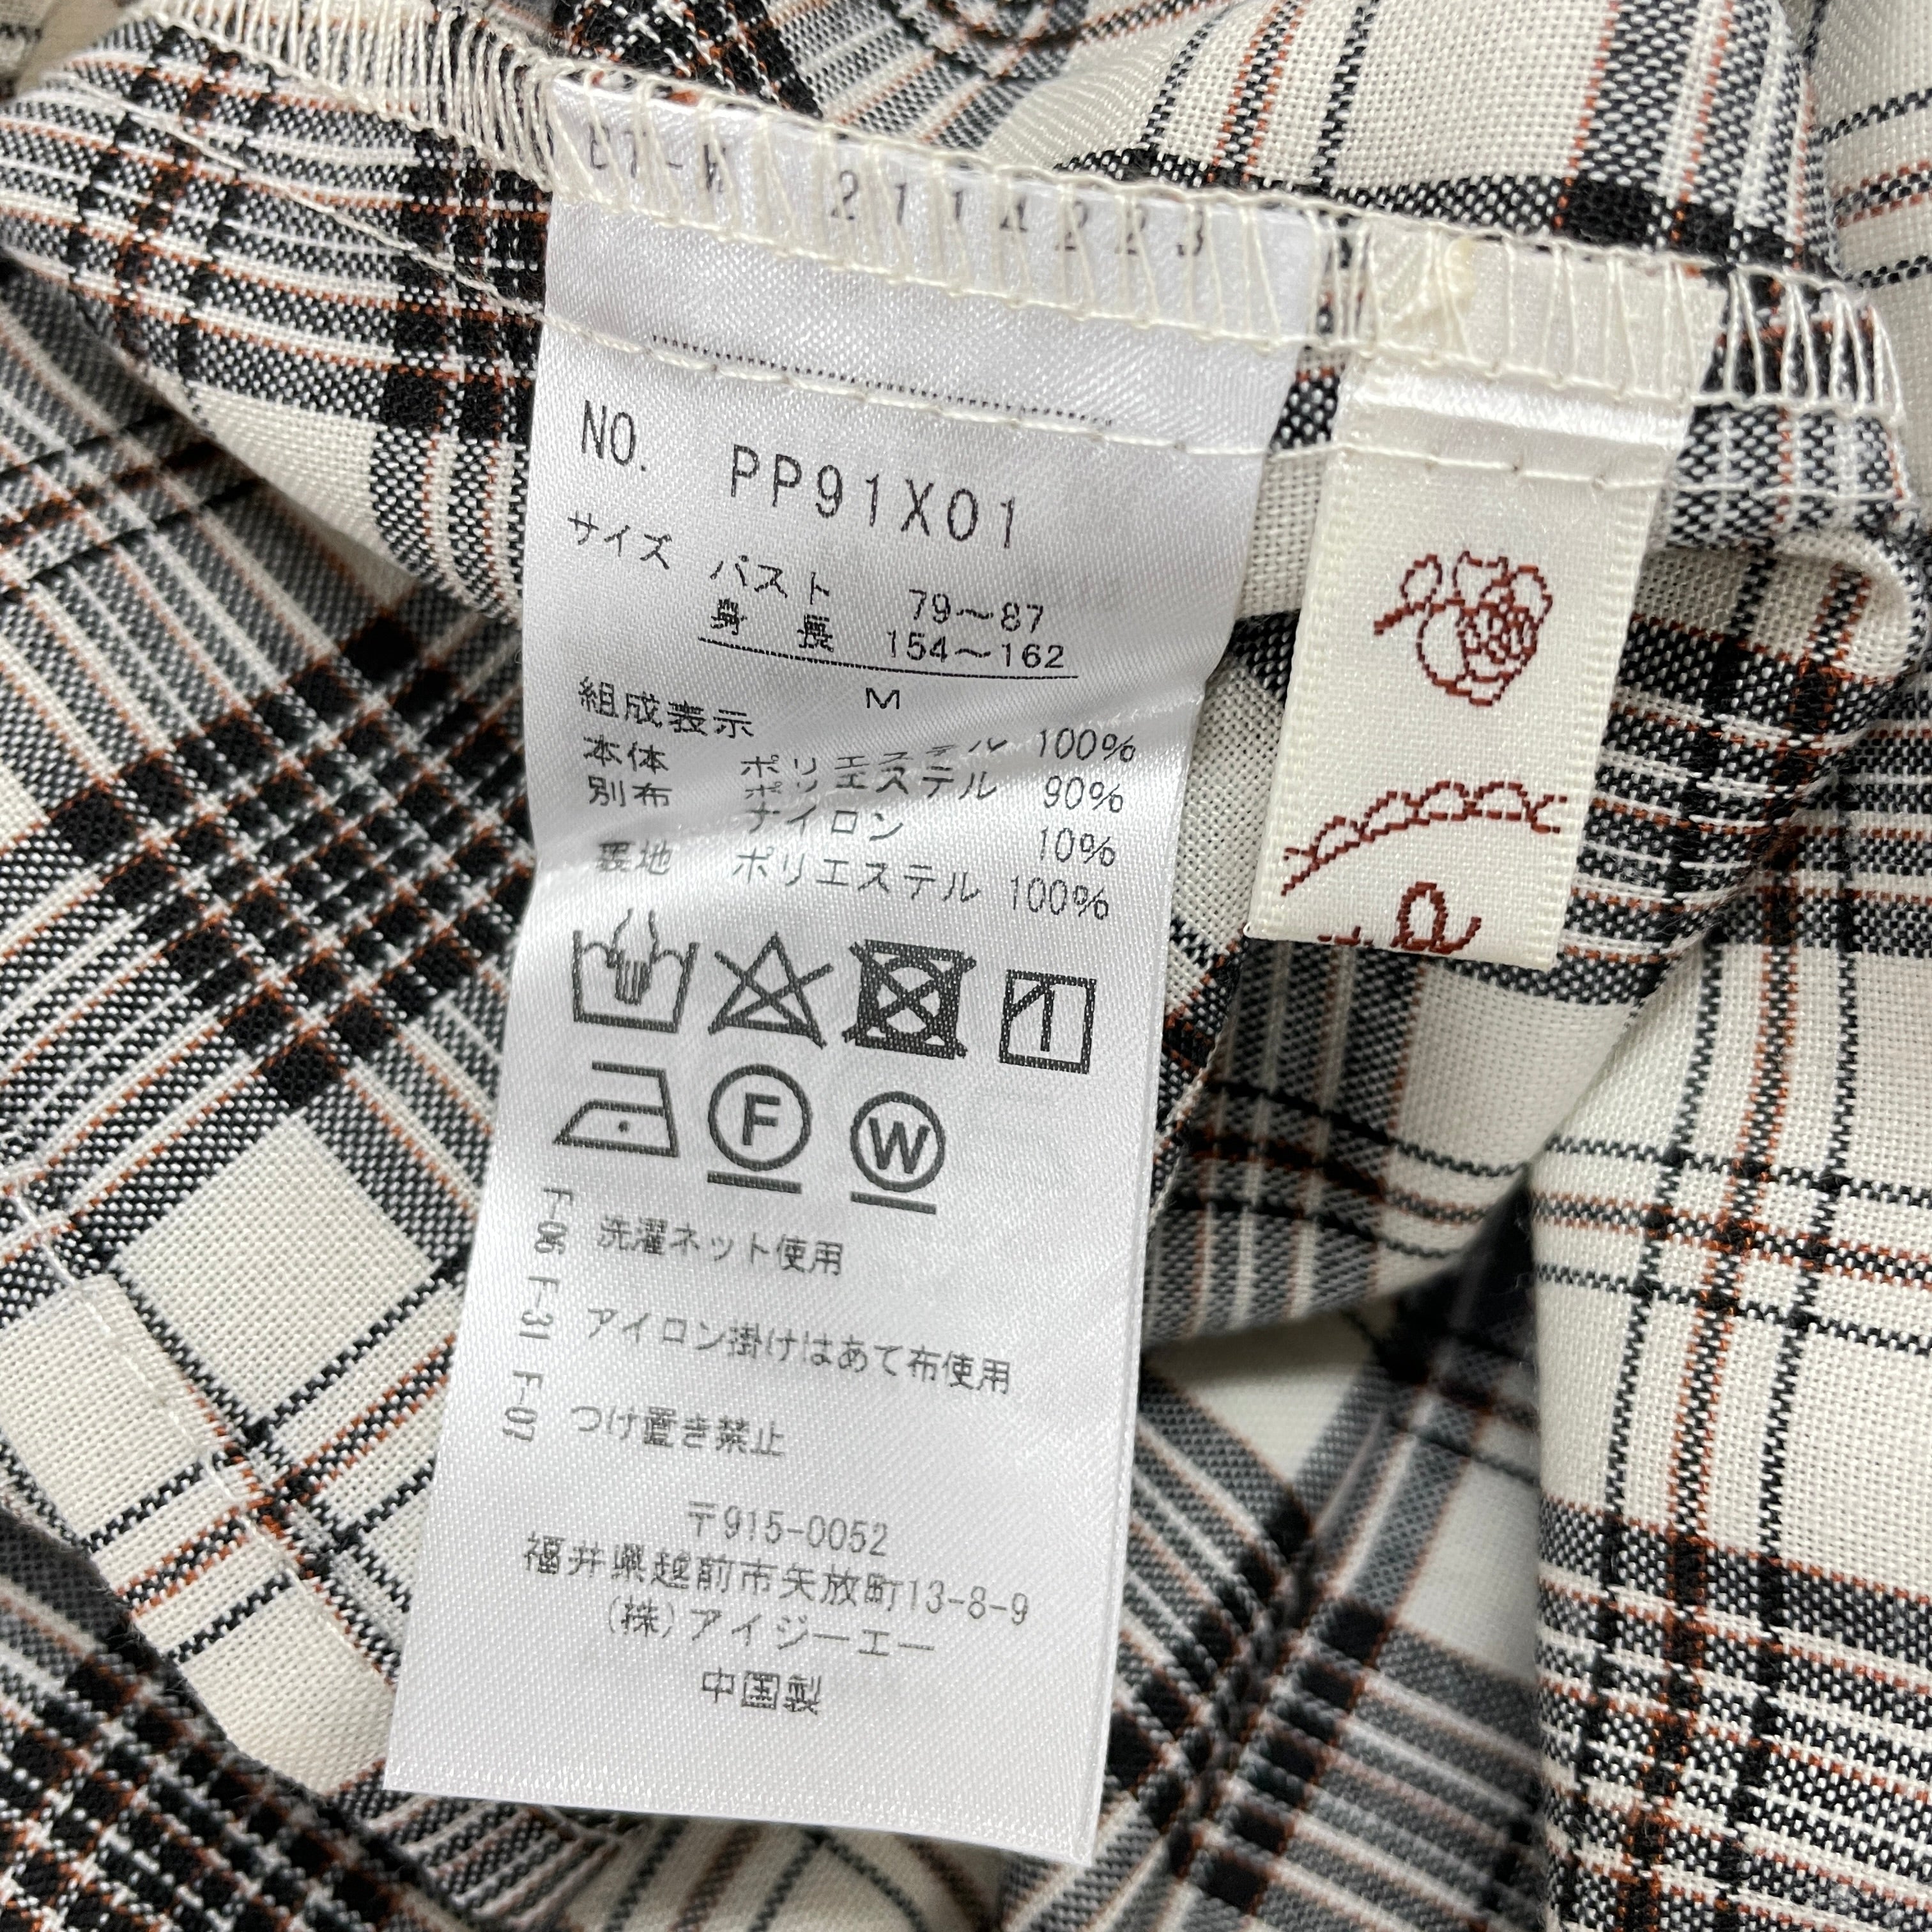 NO. PP91X01
サイズ バスト 79〜87
身長 154〜162
M
組成表示
本体 ポリエステル 100%
別布 ポリエステル 90%
ナイロン 10%
裏地 ポリエステル 100%
F W
F-06 洗濯ネット使用
F-31 アイロン掛けはあて布使用
F-07 つけ置き禁止
〒915-0052
福井県越前市矢放町13-8-9
(株)アイジーエー
中国製